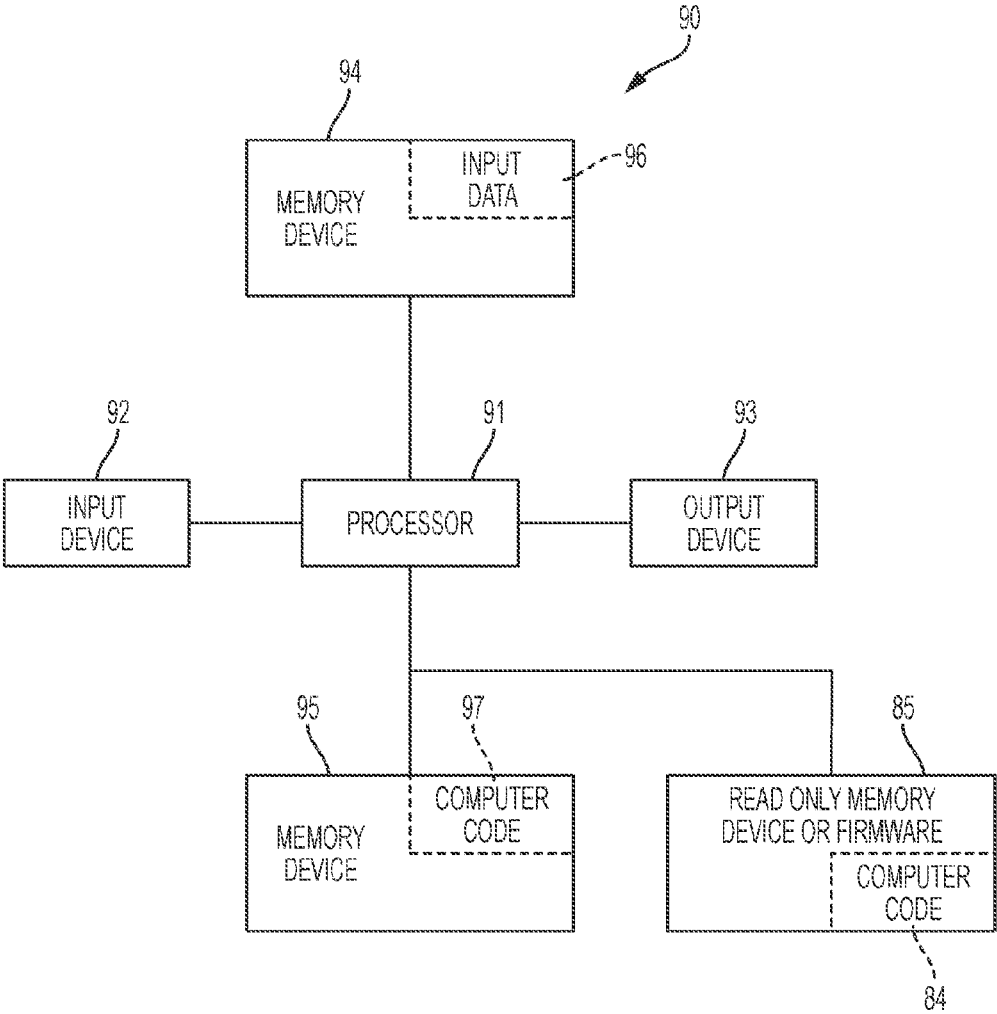 90
94
INPUT
DATA
96
MEMORY
DEVICE
92
91
93
INPUT
DEVICE
PROCESSOR
OUTPUT
DEVICE
95
97
85
COMPUTER
CODE
MEMORY
DEVICE
READ ONLY MEMORY
DEVICE OR FIRMWARE
COMPUTER
CODE
84